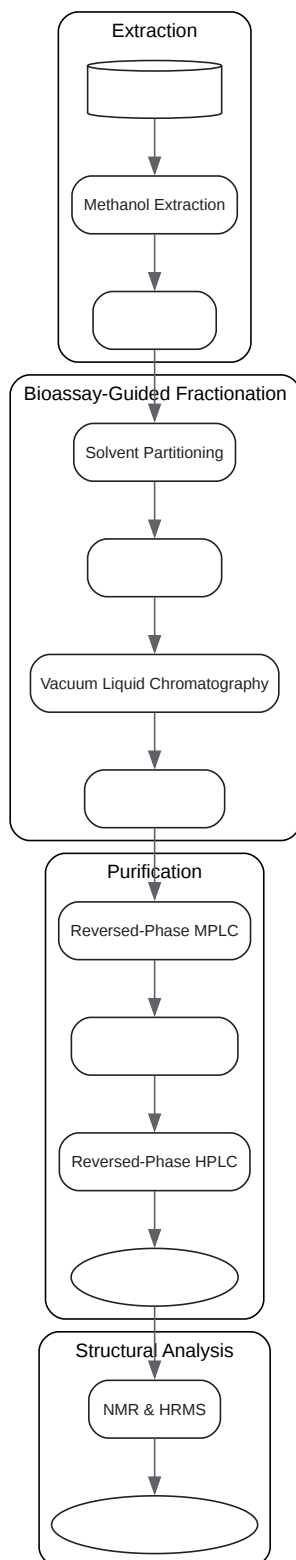 Extraction
Methanol Extraction
Bioassay-Guided Fractionation
Solvent Partitioning
Vacuum Liquid Chromatography
Purification
Reversed-Phase MPLC
Reversed-Phase HPLC
Structural Analysis
NMR & HRMS